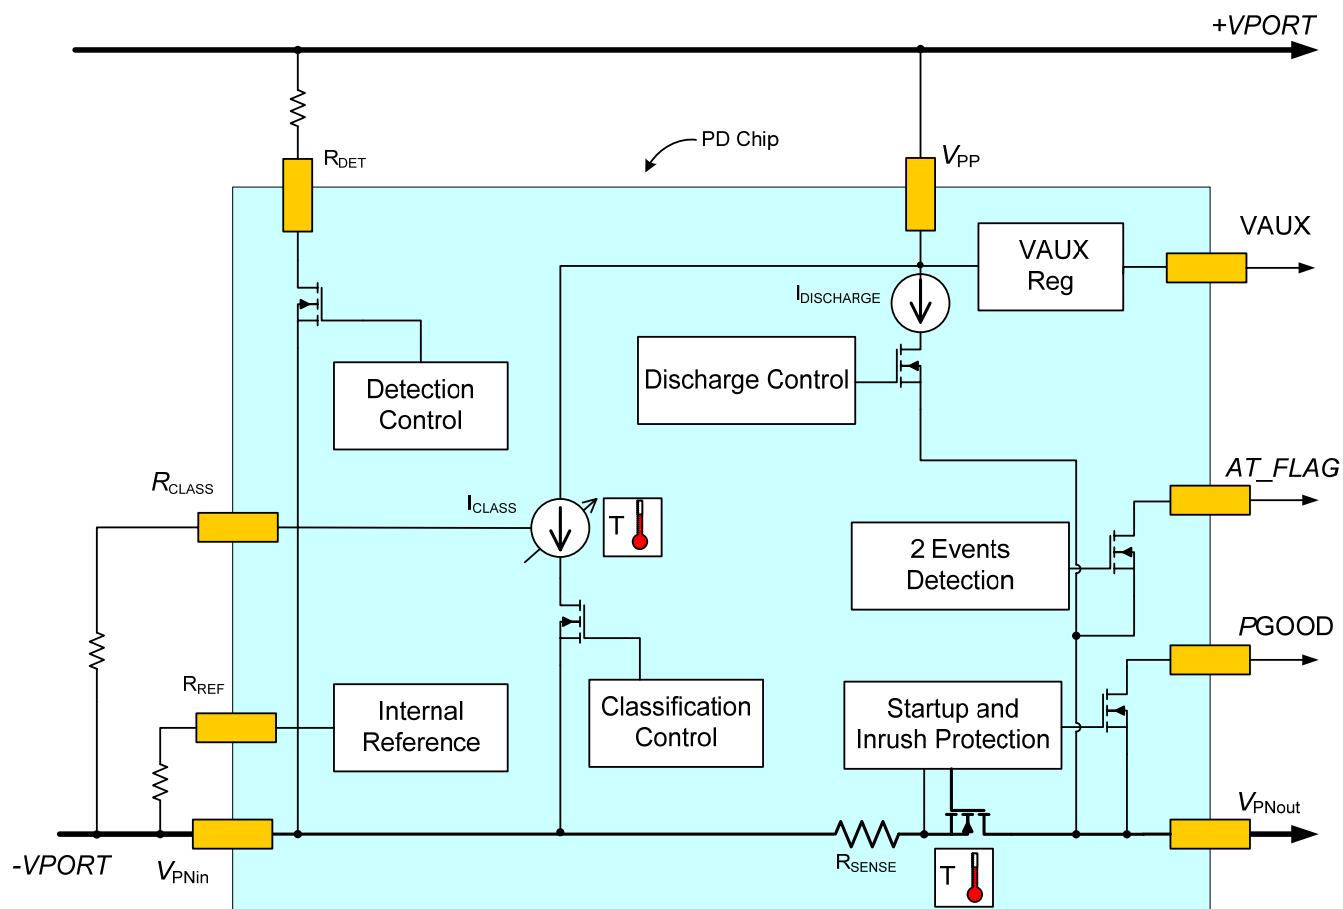 +VPORT
PD Chip
RDET
VPP
VAUX
VAUX
Reg
IDISCHARGE
Discharge Control
Detection
Control
AT_FLAG
RCLASS
ICLASS
T
2 Events
Detection
PGOOD
RREF
Internal
Reference
Classification
Control
Startup and
Inrush Protection
VPNout
-VPORT
VPNin
RSENSE
T